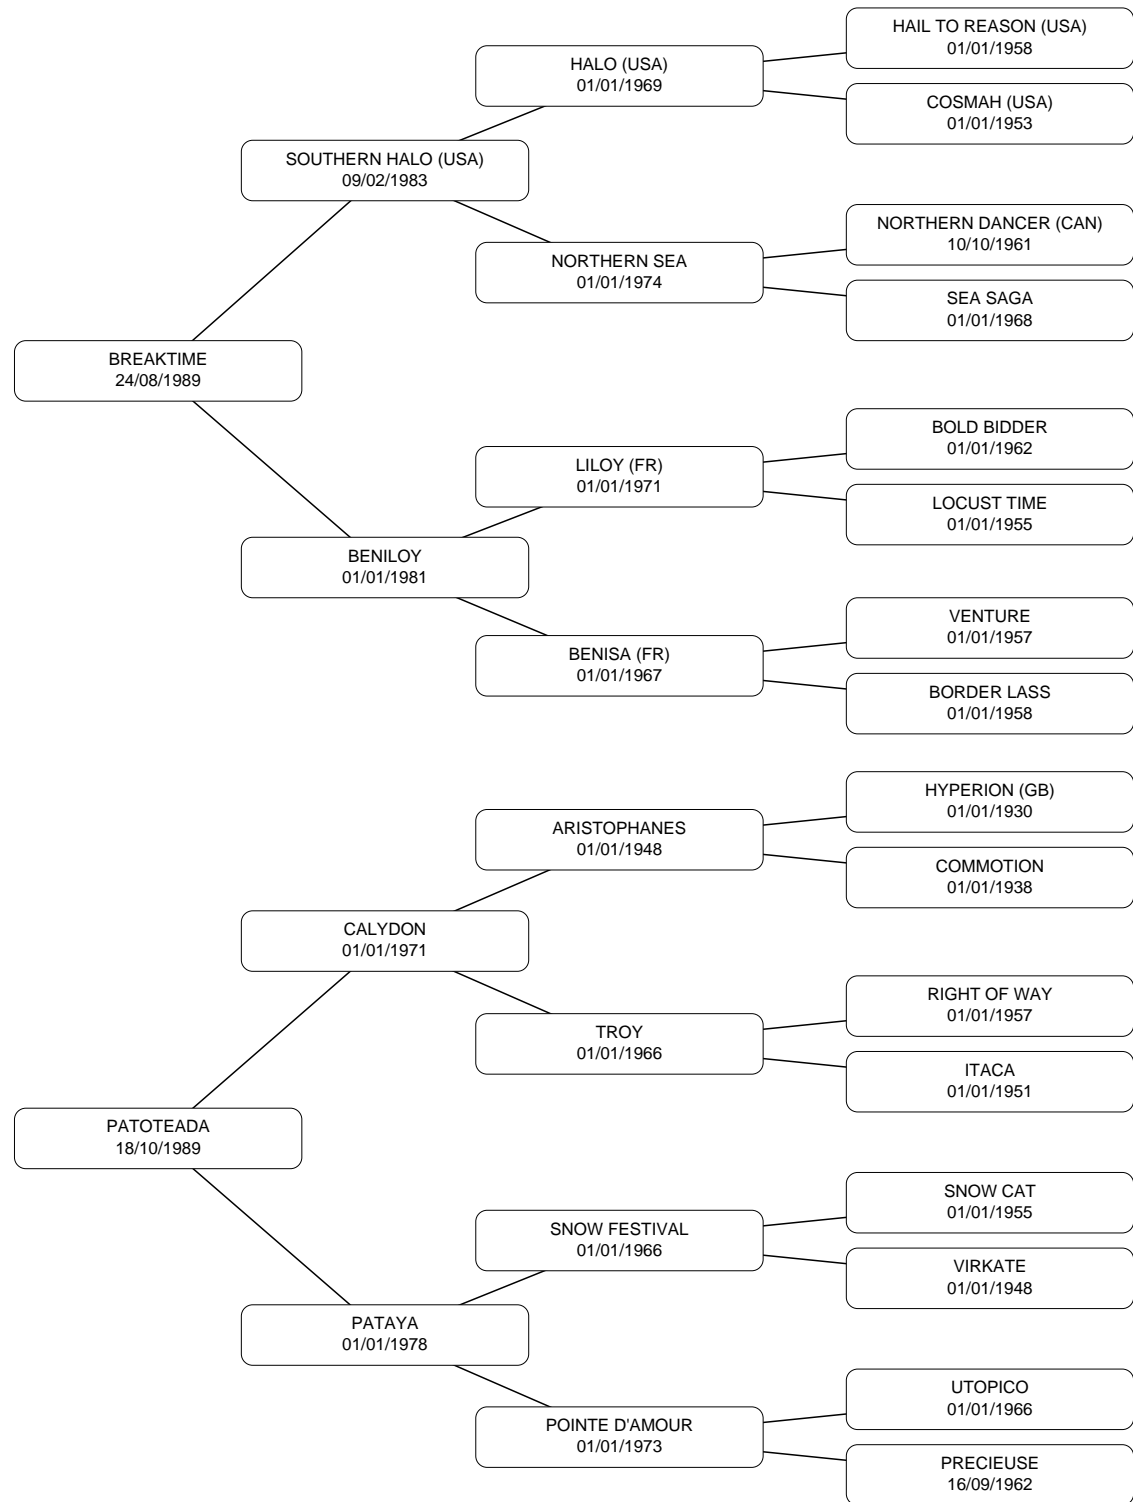 HAIL TO REASON (USA)
01/01/1958
HALO (USA)
01/01/1969
COSMAH (USA)
01/01/1953
SOUTHERN HALO (USA)
09/02/1983
NORTHERN DANCER (CAN)
10/10/1961
NORTHERN SEA
01/01/1974
SEA SAGA
01/01/1968
BREAKTIME
24/08/1989
BOLD BIDDER
01/01/1962
LILOY (FR)
01/01/1971
LOCUST TIME
01/01/1955
BENILOY
01/01/1981
VENTURE
01/01/1957
BENISA (FR)
01/01/1967
BORDER LASS
01/01/1958
HYPERION (GB)
01/01/1930
ARISTOPHANES
01/01/1948
COMMOTION
01/01/1938
CALYDON
01/01/1971
RIGHT OF WAY
01/01/1957
TROY
01/01/1966
ITACA
01/01/1951
PATOTEADA
18/10/1989
SNOW CAT
01/01/1955
SNOW FESTIVAL
01/01/1966
VIRKATE
01/01/1948
PATAYA
01/01/1978
UTOPICO
01/01/1966
POINTE D'AMOUR
01/01/1973
PRECIEUSE
16/09/1962